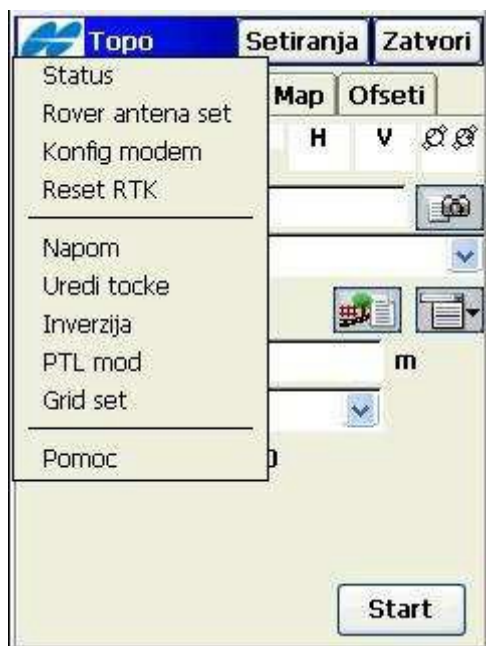 Topo Setiranja Zatvori
Status
Map Ofseti
Rover antena set
H V
Konfig modem
Reset RTK
Napom
Uredi tocke
Inverzija
PTL mod
m
Grid set
Pomoc
Start